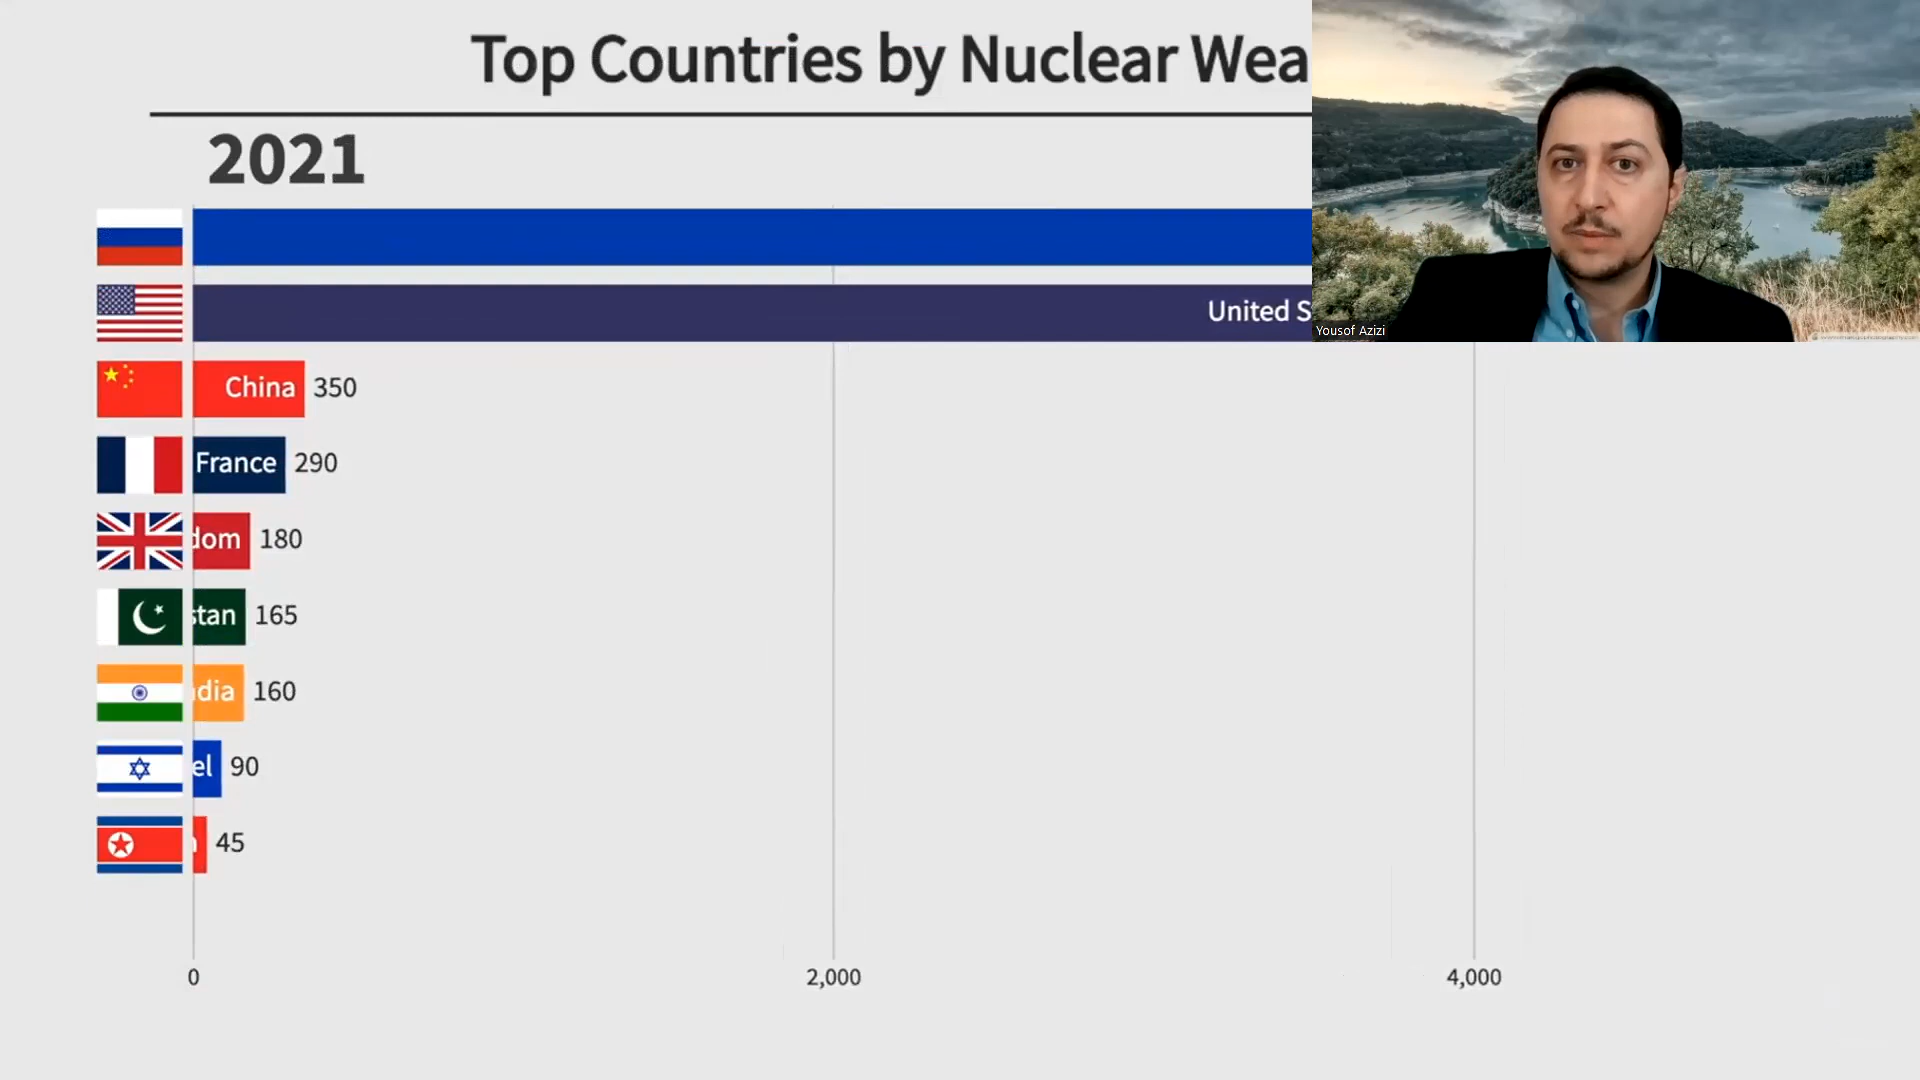 Top Countries by Nuclear Wea
2021
United S
Yousof Azizi
China 350
France 290
dom 180
stan 165
dia 160
el 90
45
0 2,000 4,000